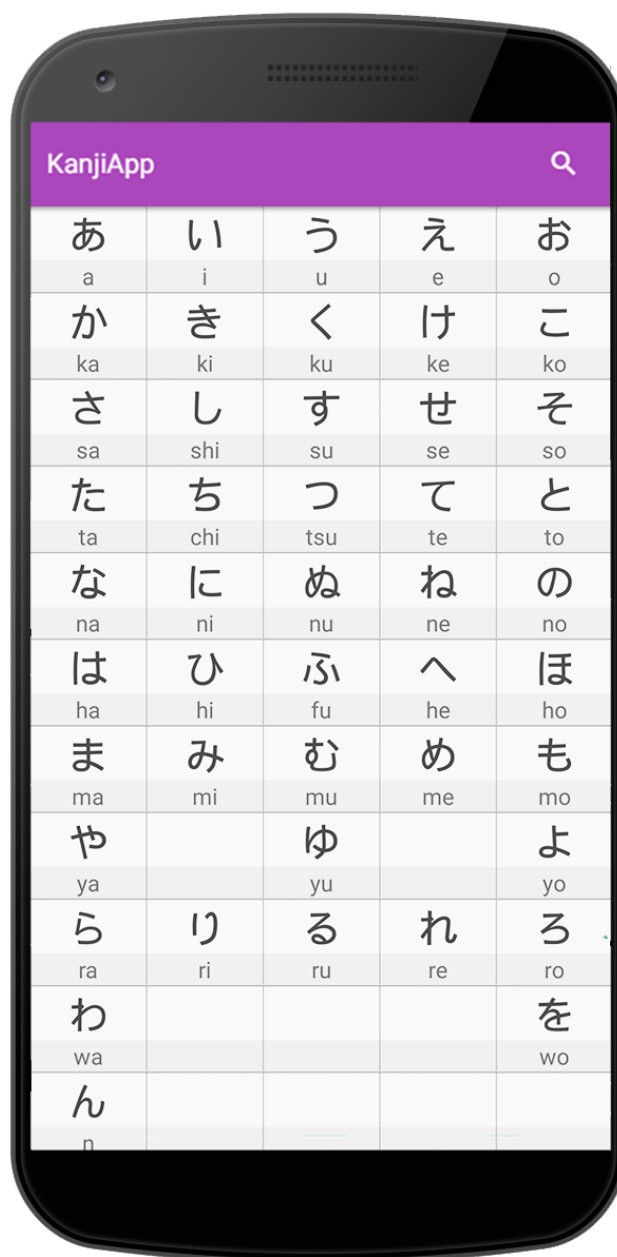 KanjiApp
あ い う え お
a i u e o
か き く け こ
ka ki ku ke ko
さ し す せ そ
sa shi su se so
た ち つ て と
ta chi tsu te to
な に ぬ ね の
na ni nu ne no
は ひ ふ へ ほ
ha hi fu he ho
ま み む め も
ma mi mu me mo
や ゆ よ
ya yu yo
ら り る れ ろ
ra ri ru re ro
わ を
wa wo
ん
n